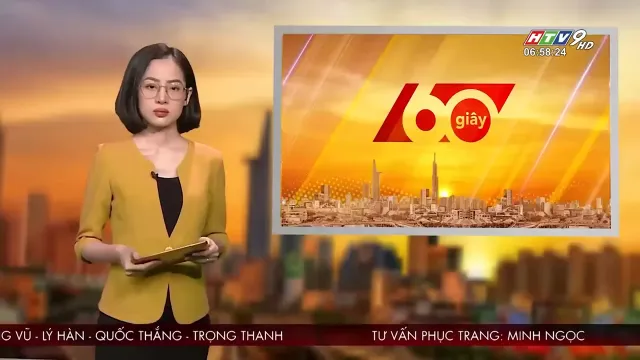 HTV9 HD
06:58:24
60 giây
G VŨ - LÝ HÀN - QUỐC THẮNG - TRỌNG THANH
TƯ VẤN PHỤC TRANG: MINH NGỌC